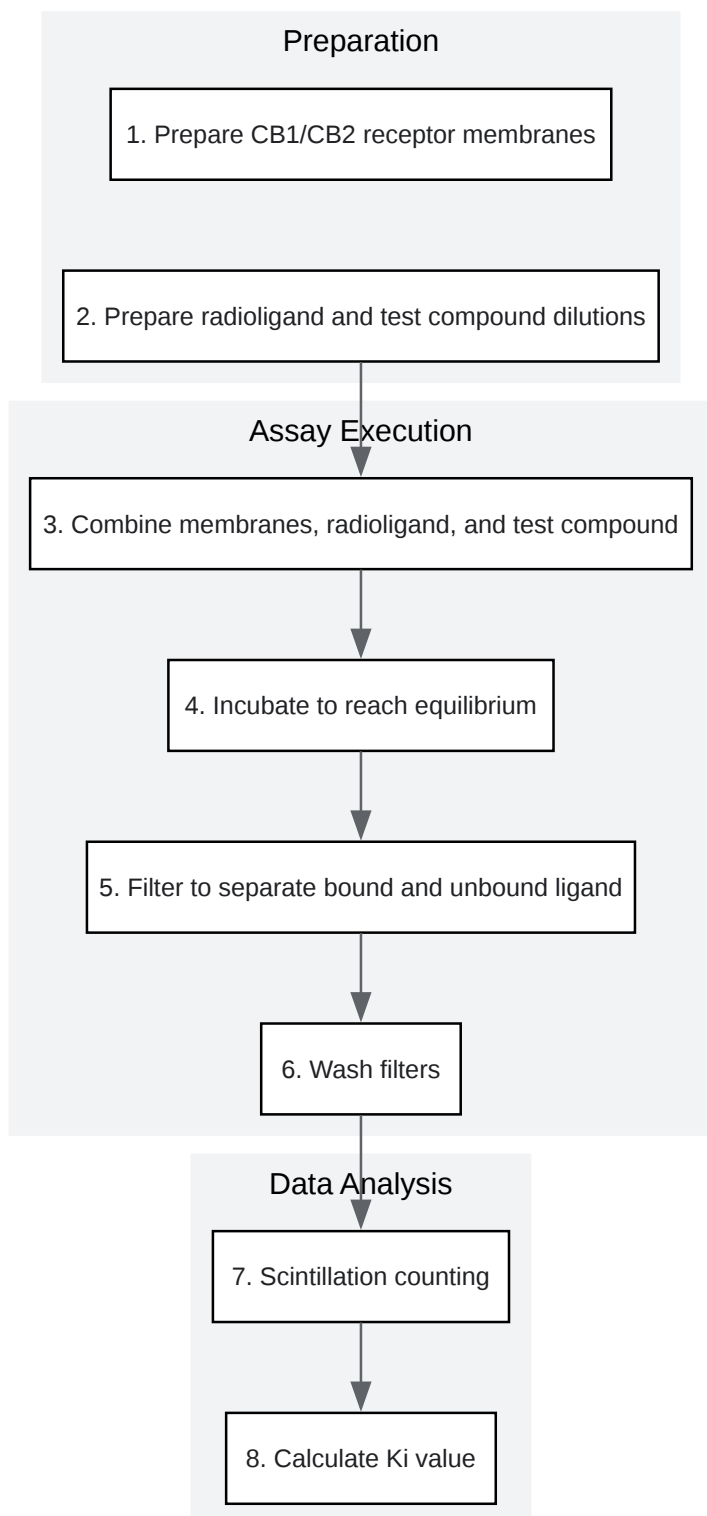 Preparation
1. Prepare CB1/CB2 receptor membranes
2. Prepare radioligand and test compound dilutions
Assay Execution
3. Combine membranes, radioligand, and test compound
4. Incubate to reach equilibrium
5. Filter to separate bound and unbound ligand
6. Wash filters
Data Analysis
7. Scintillation counting
8. Calculate Ki value